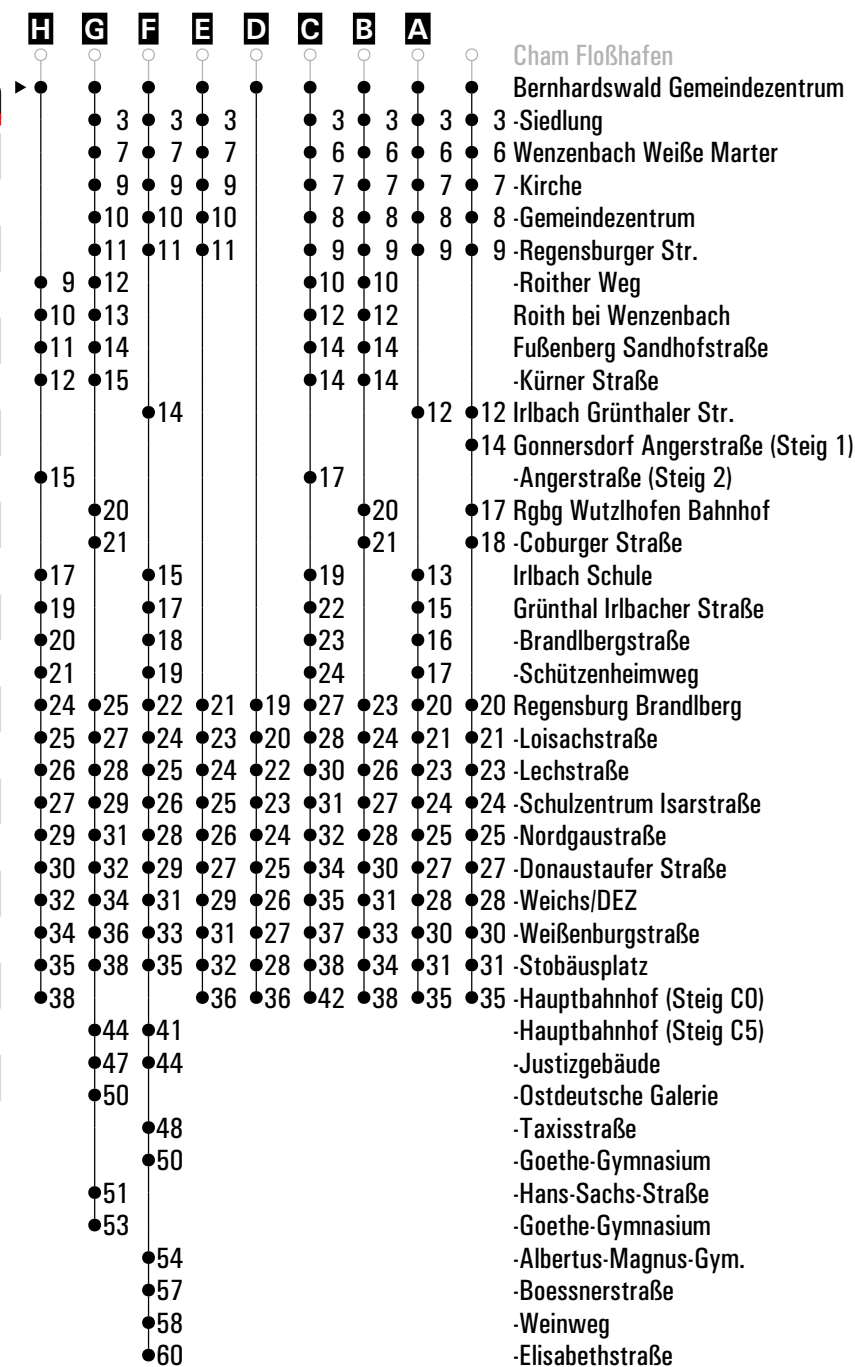 H G F E D C B A
Cham Floßhafen
Bernhardswald Gemeindezentrum
3 3 3 3 3 3 3 -Siedlung
7 7 7 6 6 6 6 Wenzenbach Weiße Marter
9 9 9 7 7 7 7 -Kirche
10 10 10 8 8 8 8 -Gemeindezentrum
11 11 11 9 9 9 9 -Regensburger Str.
9 12 10 10 -Roither Weg
10 13 12 12 Roith bei Wenzenbach
11 14 14 14 Fußenberg Sandhofstraße
12 15 14 14 -Kürner Straße
14 12 12 Irlbach Grünthaler Str.
14 Gonnersdorf Angerstraße (Steig 1)
15 17 -Angerstraße (Steig 2)
20 20 17 Rgbg Wutzlhofen Bahnhof
21 21 18 -Coburger Straße
17 15 19 13 Irlbach Schule
19 17 22 15 Grünthal Irlbacher Straße
20 18 23 16 -Brandlbergstraße
21 19 24 17 -Schützenheimweg
24 25 22 21 19 27 23 20 20 Regensburg Brandlberg
25 27 24 23 20 28 24 21 21 -Loisachstraße
26 28 25 24 22 30 26 23 23 -Lechstraße
27 29 26 25 23 31 27 24 24 -Schulzentrum Isarstraße
29 31 28 26 24 32 28 25 25 -Nordgaustraße
30 32 29 27 25 34 30 27 27 -Donaustaufer Straße
32 34 31 29 26 35 31 28 28 -Weichs/DEZ
34 36 33 31 27 37 33 30 30 -Weißenburgstraße
35 38 35 32 28 38 34 31 31 -Stobäusplatz
38 36 36 42 38 35 35 -Hauptbahnhof (Steig C0)
44 41 -Hauptbahnhof (Steig C5)
47 44 -Justizgebäude
50 -Ostdeutsche Galerie
48 -Taxisstraße
50 -Goethe-Gymnasium
51 -Hans-Sachs-Straße
53 -Goethe-Gymnasium
54 -Albertus-Magnus-Gym.
57 -Boessnerstraße
58 -Weinweg
60 -Elisabethstraße